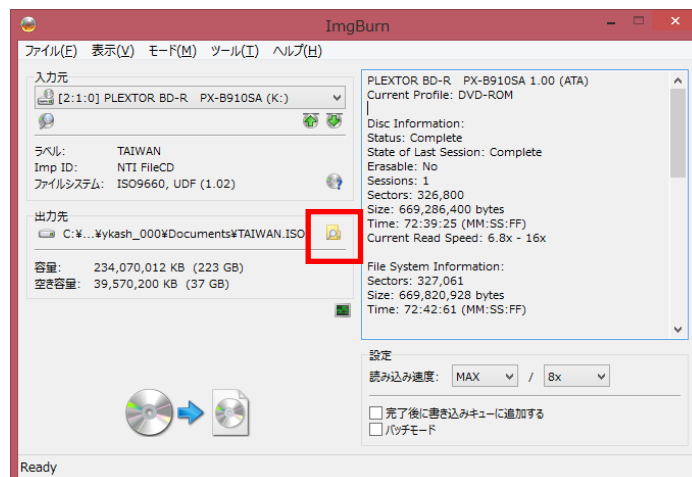 ImgBurn
ファイル(F) 表示(V) モード(M) ツール(T) ヘルプ(H)
入力元
[2:1:0] PLEXTOR BD-R PX-B910SA (K:)
ラベル: TAIWAN
Imp ID: NTI FileCD
ファイルシステム: ISO9660, UDF (1.02)
出力先
C:¥...¥ykash_000¥Documents¥TAIWAN.ISO
容量: 234,070,012 KB (223 GB)
空き容量: 39,570,200 KB (37 GB)
PLEXTOR BD-R PX-B910SA 1.00 (ATA)
Current Profile: DVD-ROM
Disc Information:
Status: Complete
State of Last Session: Complete
Erasable: No
Sessions: 1
Sectors: 326,800
Size: 669,286,400 bytes
Time: 72:39:25 (MM:SS:FF)
Current Read Speed: 6.8x - 16x
File System Information:
Sectors: 327,061
Size: 669,820,928 bytes
Time: 72:42:61 (MM:SS:FF)
設定
読み込み速度: MAX / 8x
完了後に書き込みキューに追加する
バッチモード
Ready